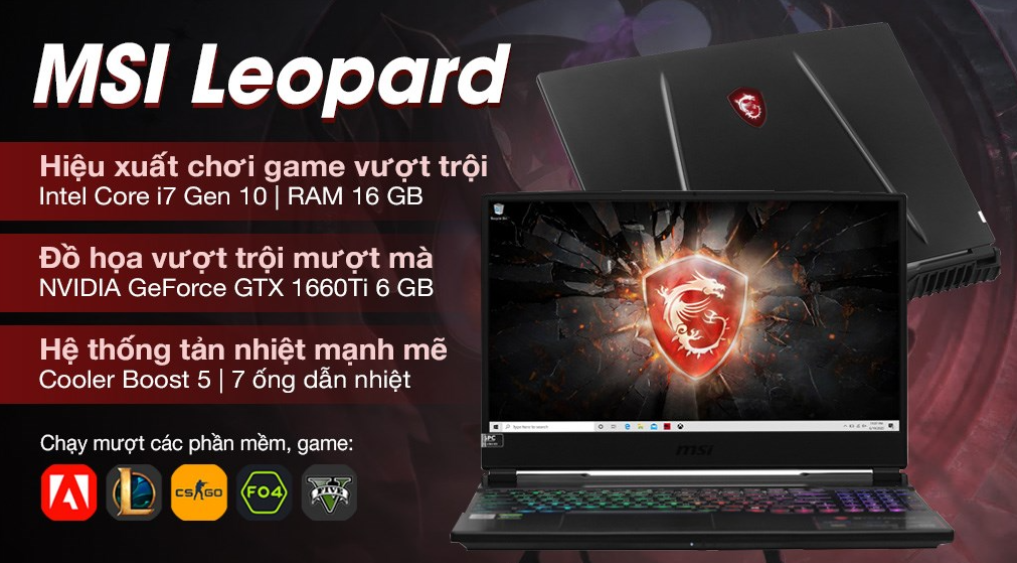 MSI Leopard
Hiệu xuất chơi game vượt trội
Intel Core i7 Gen 10 | RAM 16 GB
Đồ họa vượt trội mượt mà
NVIDIA GeForce GTX 1660Ti 6 GB
Hệ thống tản nhiệt mạnh mẽ
Cooler Boost 5 | 7 ống dẫn nhiệt
Chạy mượt các phần mềm, game:
CS GO
FO4
V
FIVE
msi